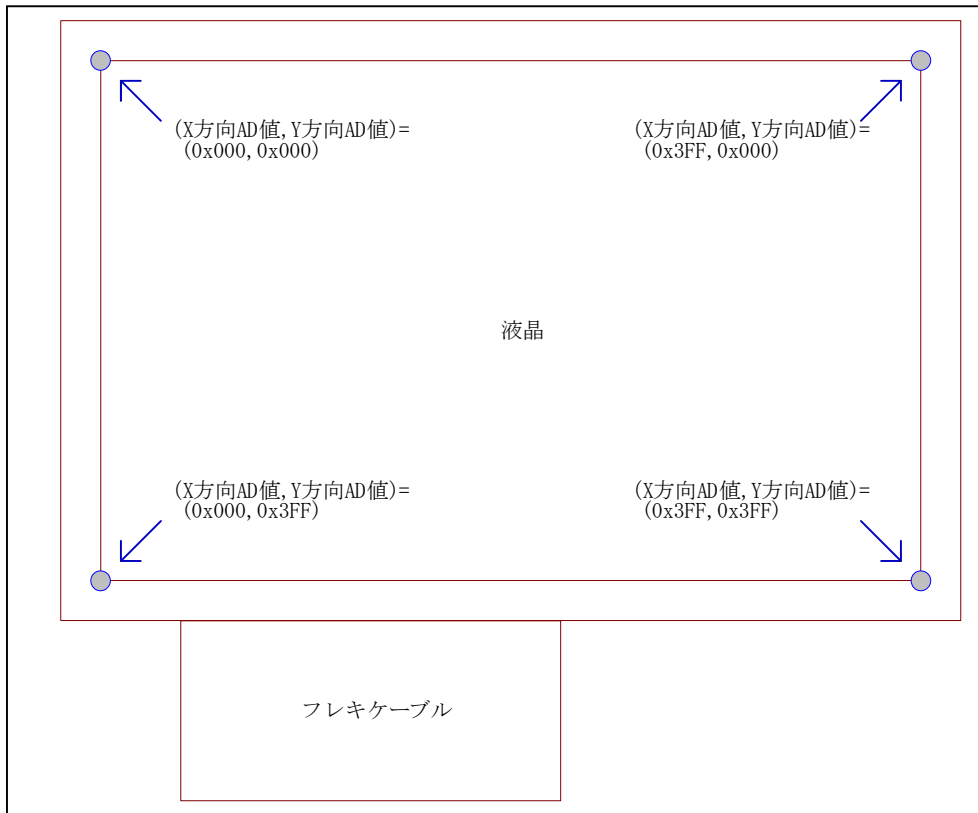 (X方向AD値,Y方向AD値)=
(0x000,0x000)
(X方向AD値,Y方向AD値)=
(0x3FF,0x000)
液晶
(X方向AD値,Y方向AD値)=
(0x000,0x3FF)
(X方向AD値,Y方向AD値)=
(0x3FF,0x3FF)
フレキケーブル